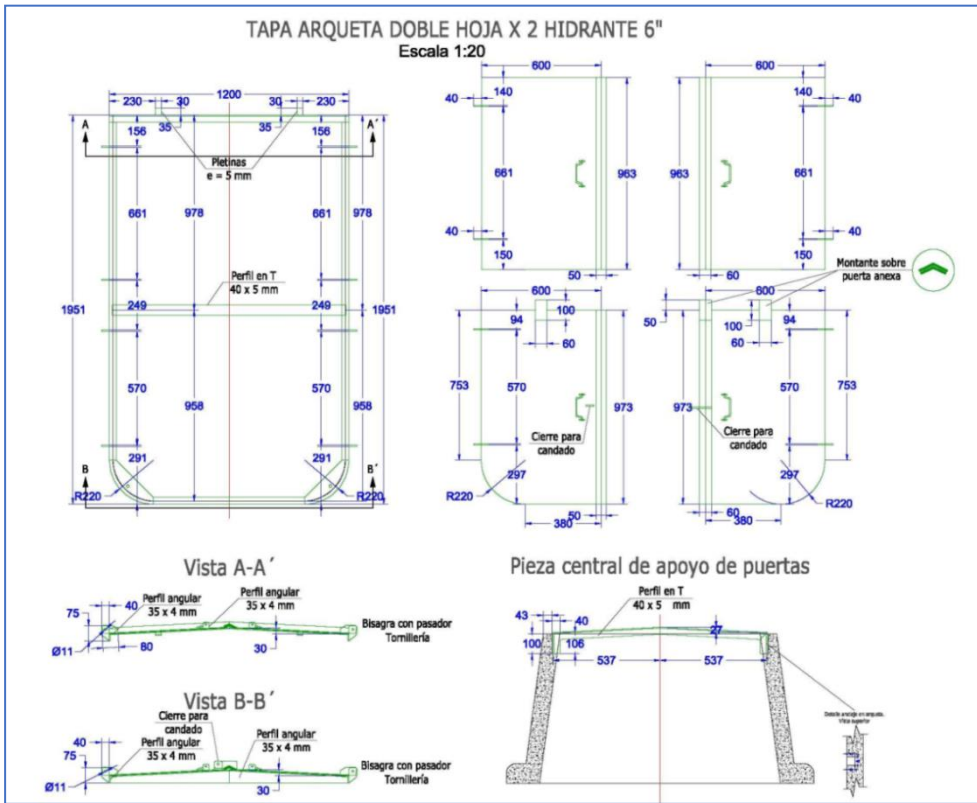 TAPA ARQUETA DOBLE HOJA X 2 HIDRANTE 6"
Escala 1:20
1200
230 30 30 230
35 35
A A´
156 156
Pletinas
e = 5 mm
661 978 661 978
Perfil en T
40 x 5 mm
1951 249 249 1951
570 958 570 958
B 291 291 B´
R220 R220
600
140
40
661 963
40
150
50
600
140
40
963 661
40
150
60
Montante sobre
puerta anexa
600
94 100
60
753 570 973
Cierre para
candado
R220 297
50
380
600
50 100 94
60
973 570 753
Cierre para
candado
297
R220
60
380
Vista A-A´
75 40
Perfil angular
35 x 4 mm
Perfil angular
35 x 4 mm
Bisagra con pasador
Tornillería
Ø11 80 30
Vista B-B´
Cierre para
candado
40
75
Perfil angular
35 x 4 mm
Perfil angular
35 x 4 mm
Bisagra con pasador
Tornillería
Ø11 30
Pieza central de apoyo de puertas
Perfil en T
40 x 5 mm
43 40
27
100 106
537 537
Vista superior